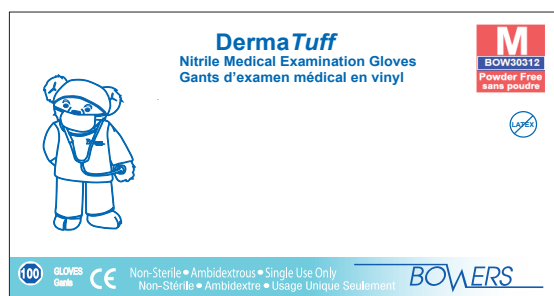 DermaTuff
Nitrile Medical Examination Gloves
Gants d’examen médical en vinyl
M
BOW30312
Powder Free
sans poudre
LATEX
100
GLOVES
Gants
CE
Non-Sterile • Ambidextrous • Single Use Only
Non-Stérile • Ambidextre • Usage Unique Seulement
BOWERS